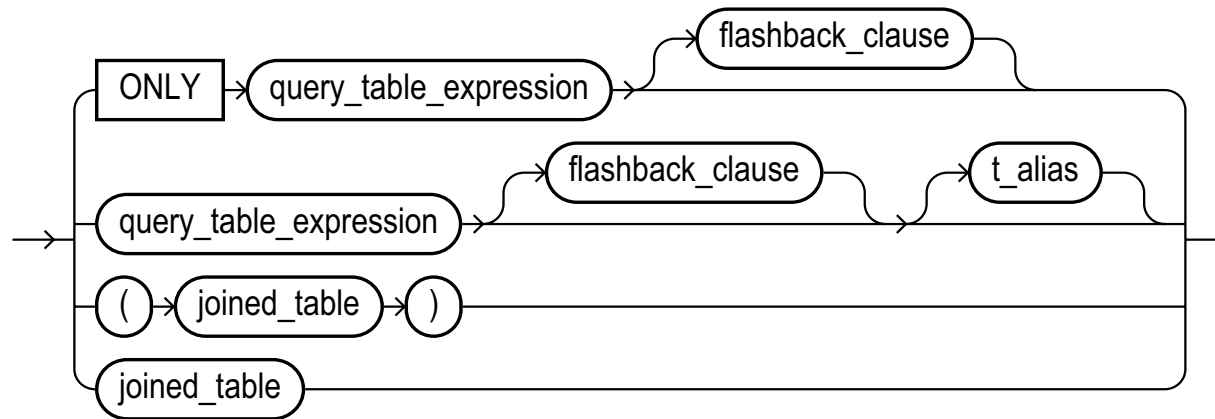 flashback_clause
ONLY query_table_expression
flashback_clause t_alias
query_table_expression
( joined_table )
joined_table